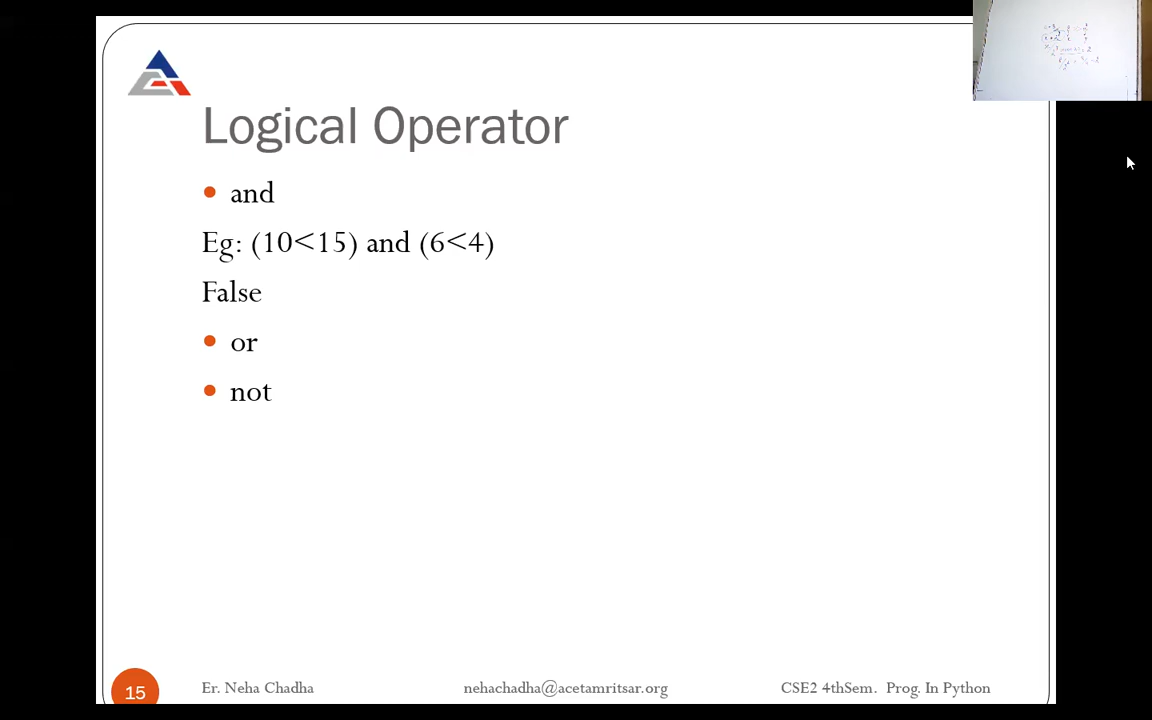 Logical Operator
and
Eg: (10<15) and (6<4)
False
or
not
15
Er. Neha Chadha
nehachadha@acetamritsar.org
CSE2 4thSem. Prog. In Python